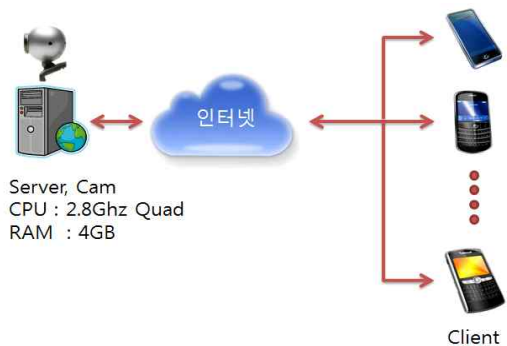 인터넷
Server, Cam
CPU : 2.8Ghz Quad
RAM : 4GB
Client